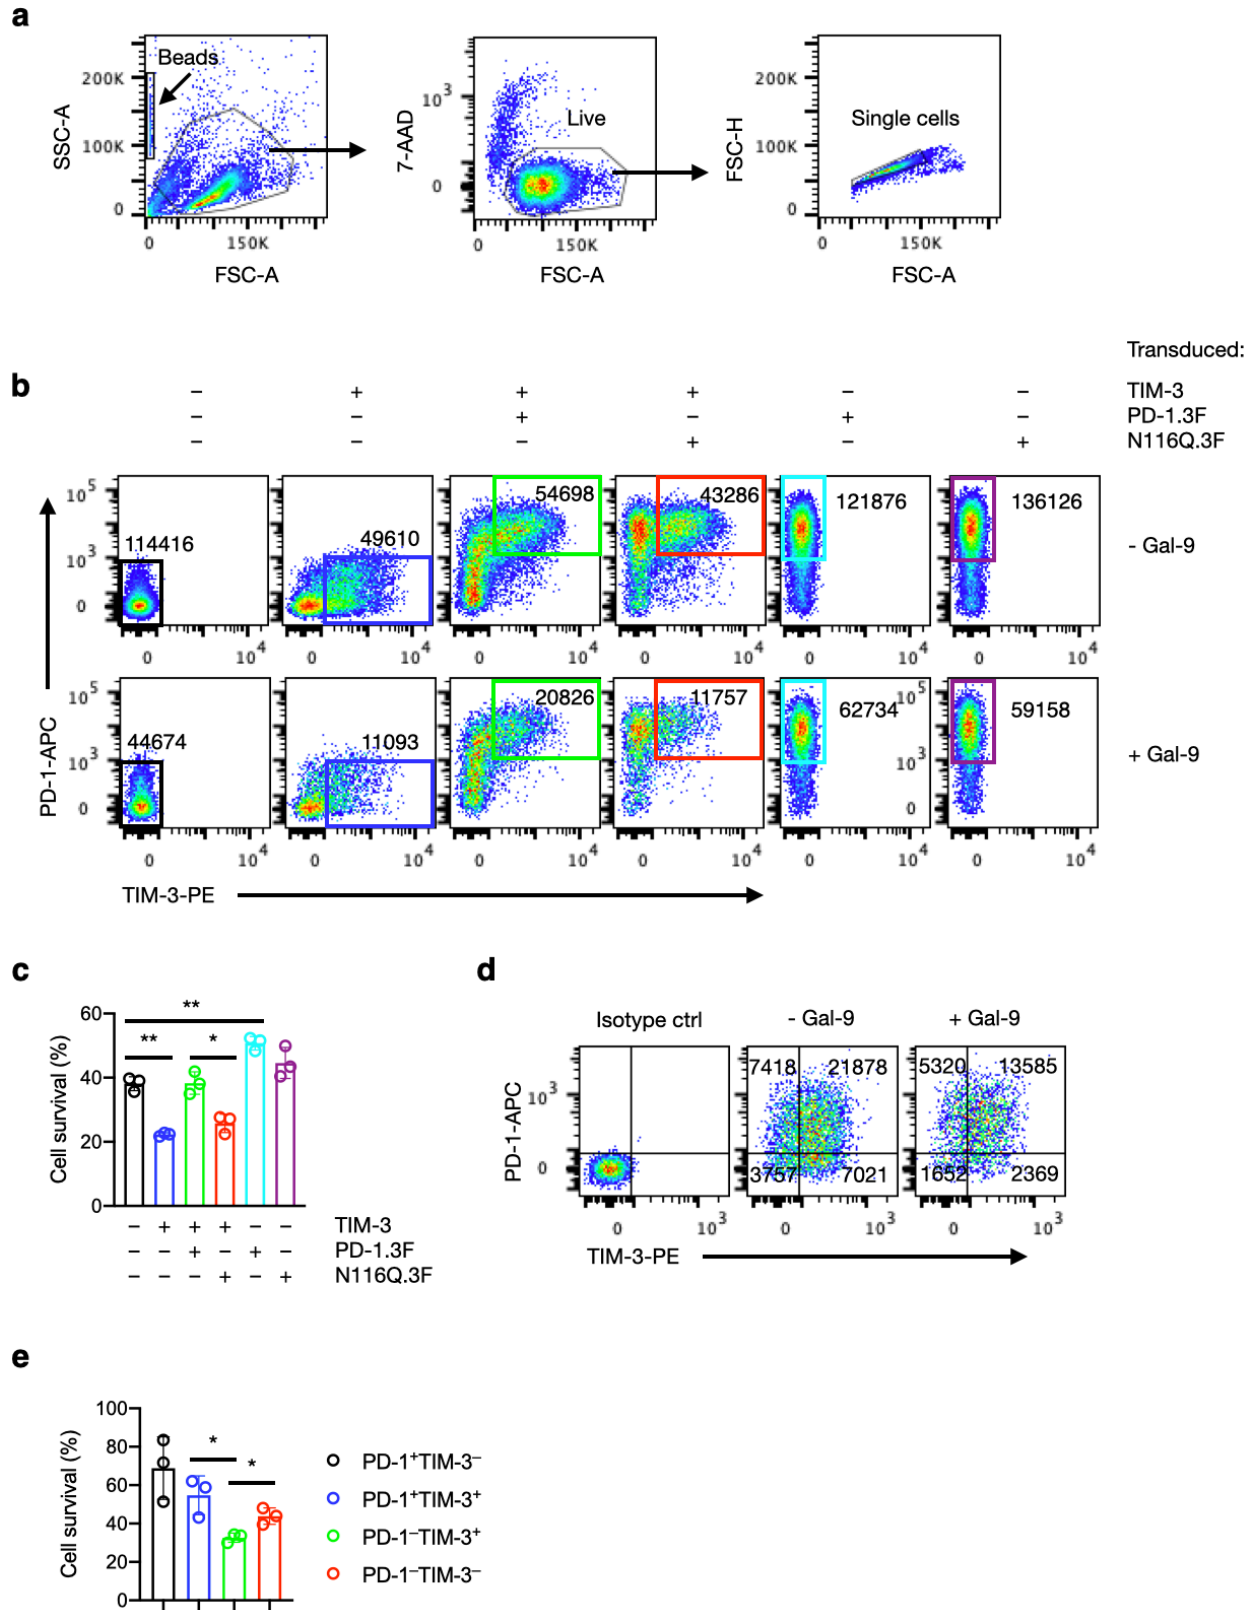 a
Beads
Live
Single cells
SSC-A
200K
100K
0
0
150K
FSC-A
7-AAD
10³
0
0
150K
FSC-A
FSC-H
200K
100K
0
0
150K
FSC-A
Transduced:
b
– + + + – – TIM-3
– – + – + – PD-1.3F
– – – + – + N116Q.3F
10⁵
10³
0
114416
49610
54698
43286
121876
136126
- Gal-9
0 10⁴ 0 10⁴ 0 10⁴ 0 10⁴ 0 10⁴ 0 10⁴
10⁵
10³
0
44674
11093
20826
11757
62734
10⁵
10³
0
59158
+ Gal-9
0 10⁴ 0 10⁴ 0 10⁴ 0 10⁴ 0 10⁴ 0 10⁴
PD-1-APC
TIM-3-PE
c
Cell survival (%)
60
40
20
0
**
** *
– + + + – – TIM-3
– – + – + – PD-1.3F
– – – + – + N116Q.3F
d
Isotype ctrl - Gal-9 + Gal-9
PD-1-APC
10³
0
7418 21878
3757 7021
5320 13585
1652 2369
0 10³ 0 10³ 0 10³
TIM-3-PE
e
Cell survival (%)
100
80
60
40
20
0
*
*
PD-1⁺TIM-3⁻
PD-1⁺TIM-3⁺
PD-1⁻TIM-3⁺
PD-1⁻TIM-3⁻